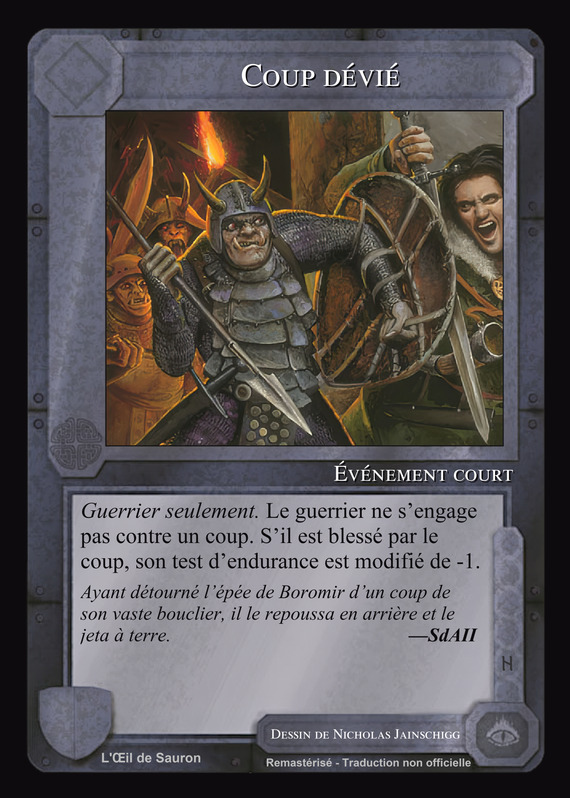 Coup dévié
Événement court
Guerrier seulement. Le guerrier ne s’engage
pas contre un coup. S’il est blessé par le
coup, son test d’endurance est modifié de -1.
Ayant détourné l’épée de Boromir d’un coup de
son vaste bouclier, il le repoussa en arrière et le
jeta à terre. —SdAII
Dessin de Nicholas Jainschigg
L'Œil de Sauron
Remastérisé - Traduction non officielle